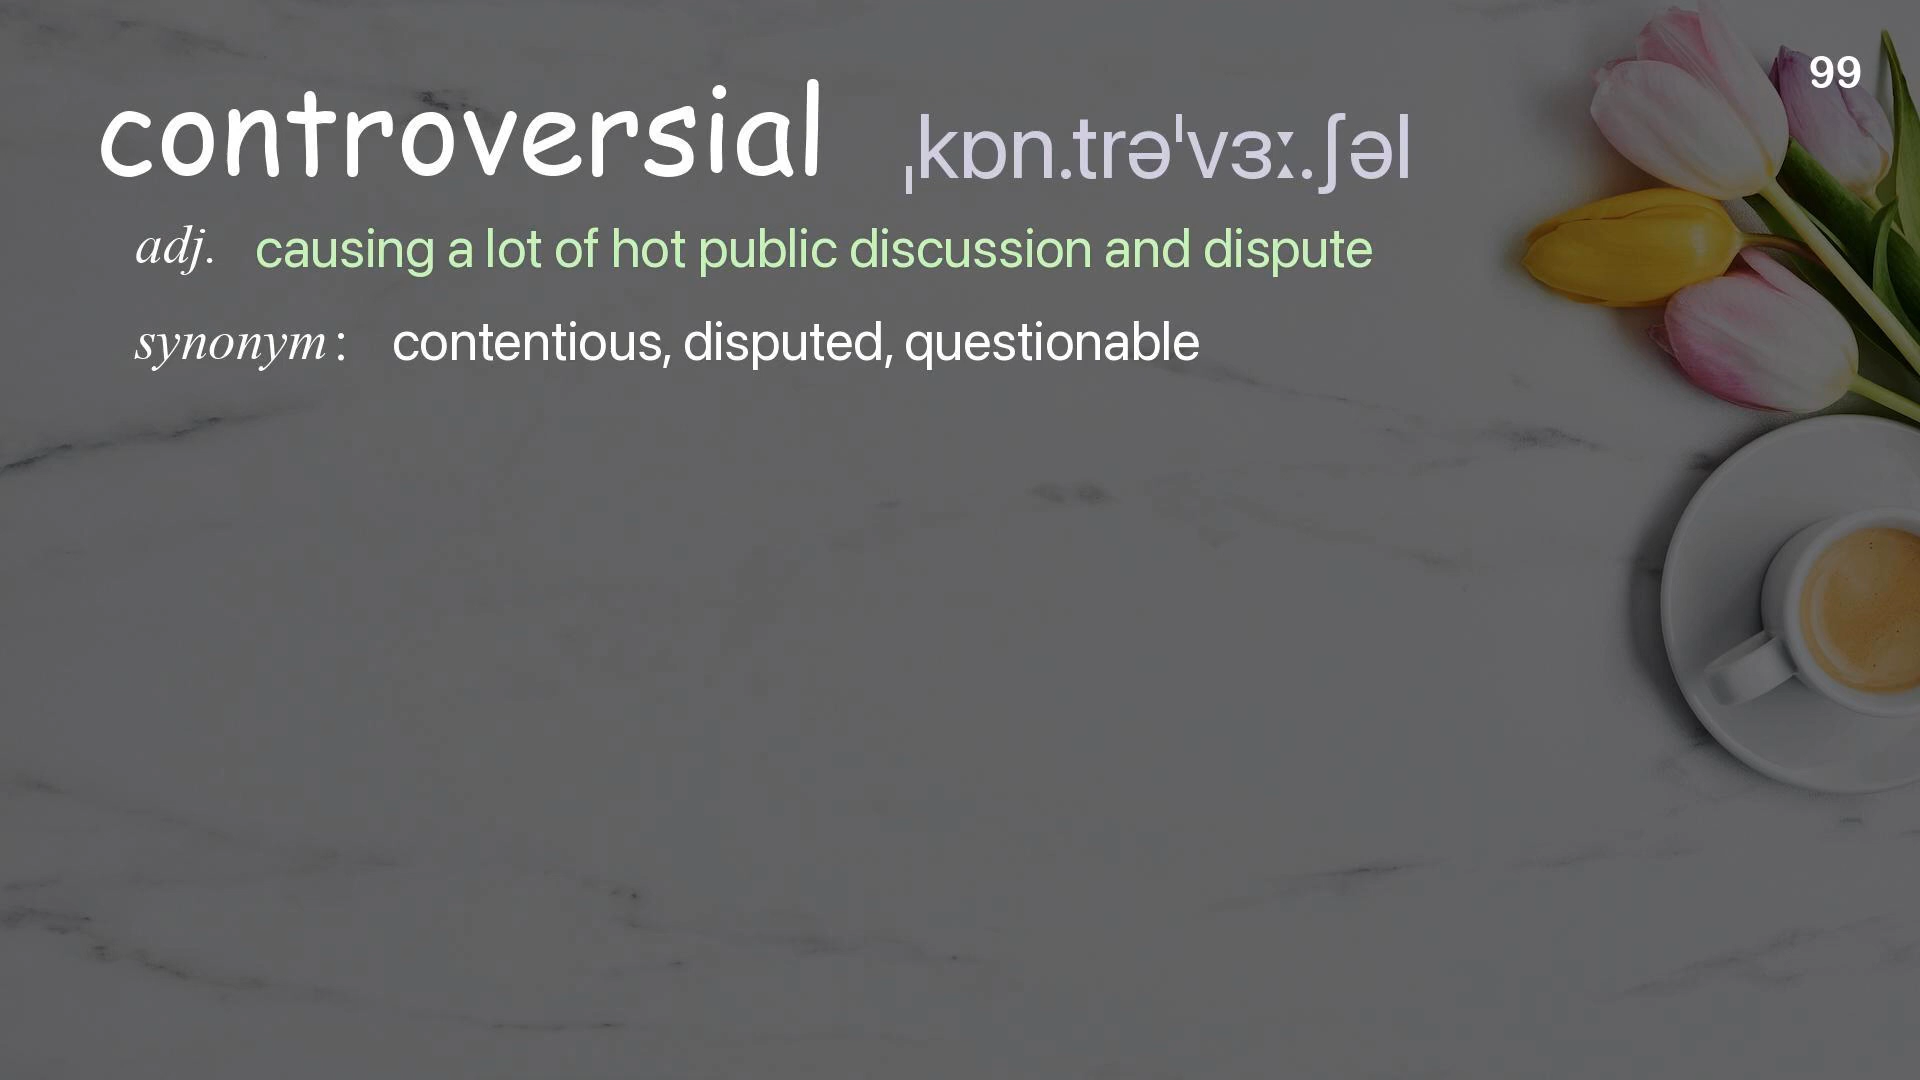 99
controversial ˌkɒn.trəˈvɜː.ʃəl
adj. causing a lot of hot public discussion and dispute
synonym : contentious, disputed, questionable